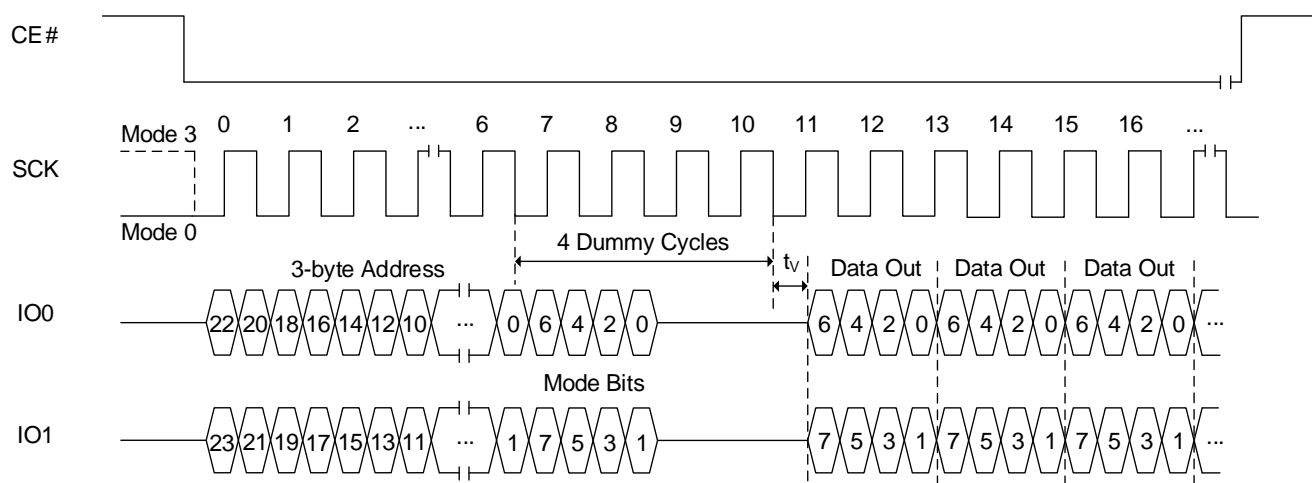 CE#
Mode 3 0 1 2 ... 6 7 8 9 10 11 12 13 14 15 16 ...
SCK
Mode 0
4 Dummy Cycles
3-byte Address tV Data Out Data Out Data Out
IO0 22 20 18 16 14 12 10 ... 0 6 4 2 0 6 4 2 0 6 4 2 0 6 4 2 0 ...
Mode Bits
IO1 23 21 19 17 15 13 11 ... 1 7 5 3 1 7 5 3 1 7 5 3 1 7 5 3 1 ...